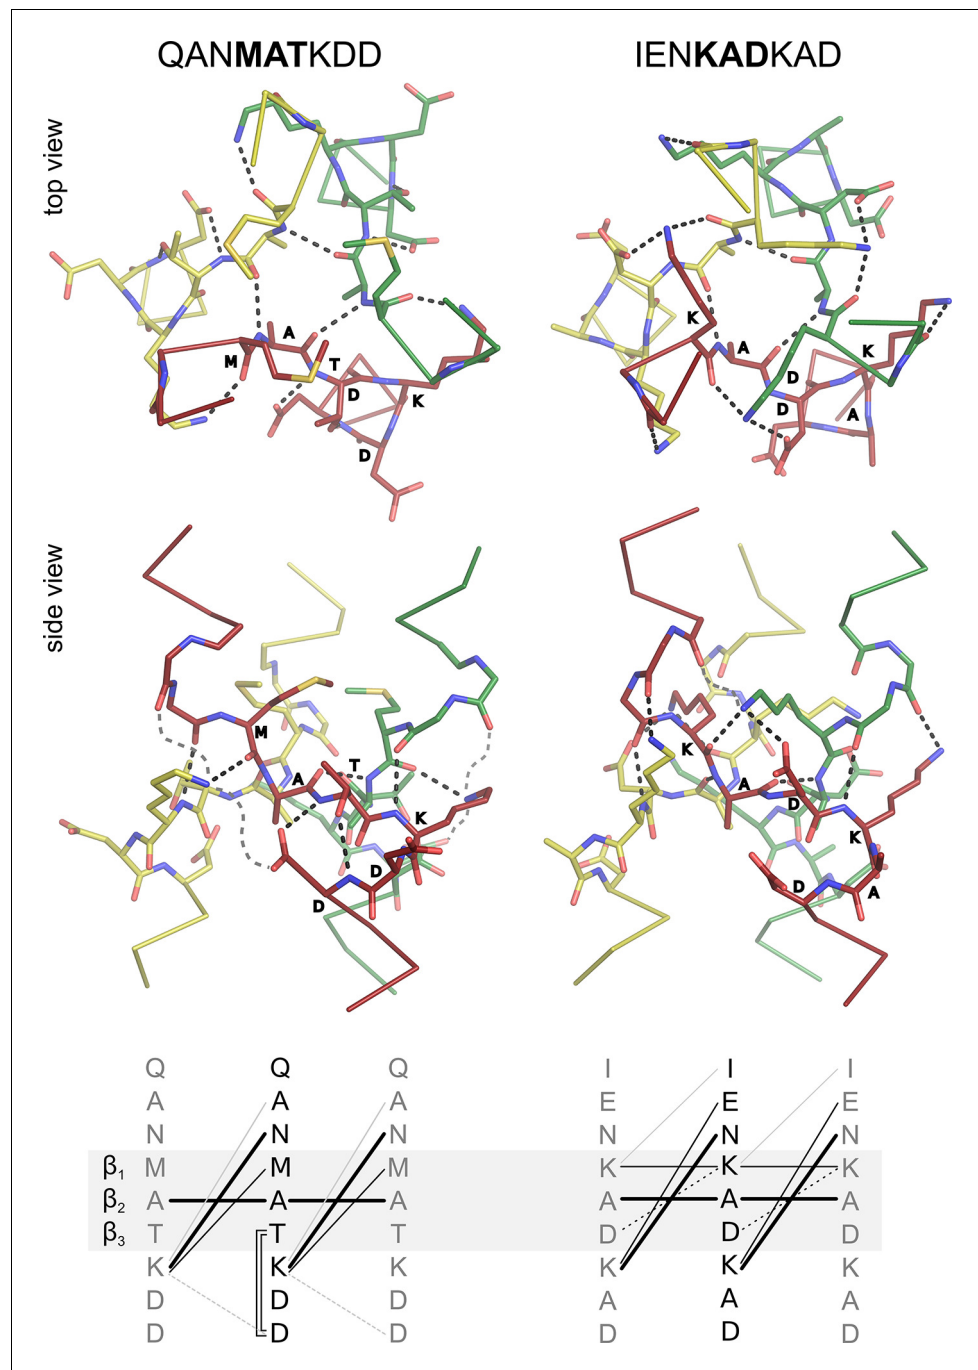 QANMATKDD IENKADKAD
top view
M A T D K D
K A D D K A
side view
M A T K D D
K A D K A D
Q Q Q I I I
A A A E E E
N N N N N N
β1 M M M K K K
β2 A A A A A A
β3 T T T D D D
K K K K K K
D D D A A A
D D D D D D